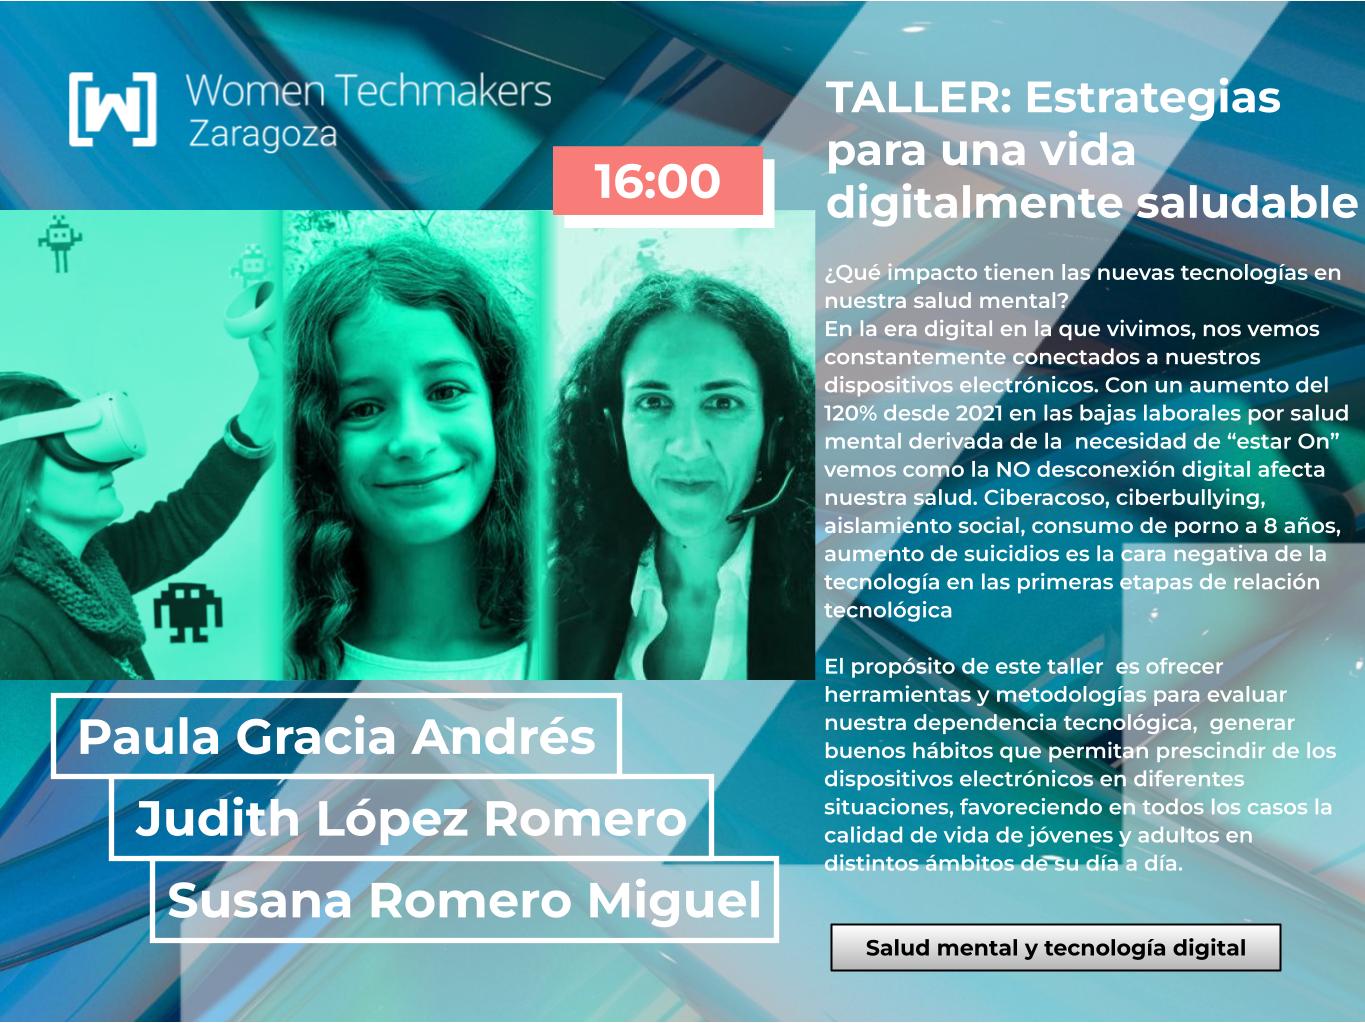 Women Techmakers
Zaragoza
16:00
Paula Gracia Andrés
Judith López Romero
Susana Romero Miguel
TALLER: Estrategias
para una vida
digitalmente saludable
¿Qué impacto tienen las nuevas tecnologías en
nuestra salud mental?
En la era digital en la que vivimos, nos vemos
constantemente conectados a nuestros
dispositivos electrónicos. Con un aumento del
120% desde 2021 en las bajas laborales por salud
mental derivada de la  necesidad de “estar On”
vemos como la NO desconexión digital afecta
nuestra salud. Ciberacoso, ciberbullying,
aislamiento social, consumo de porno a 8 años,
aumento de suicidios es la cara negativa de la
tecnología en las primeras etapas de relación
tecnológica
El propósito de este taller  es ofrecer
herramientas y metodologías para evaluar
nuestra dependencia tecnológica,  generar
buenos hábitos que permitan prescindir de los
dispositivos electrónicos en diferentes
situaciones, favoreciendo en todos los casos la
calidad de vida de jóvenes y adultos en
distintos ámbitos de su día a día.
Salud mental y tecnología digital